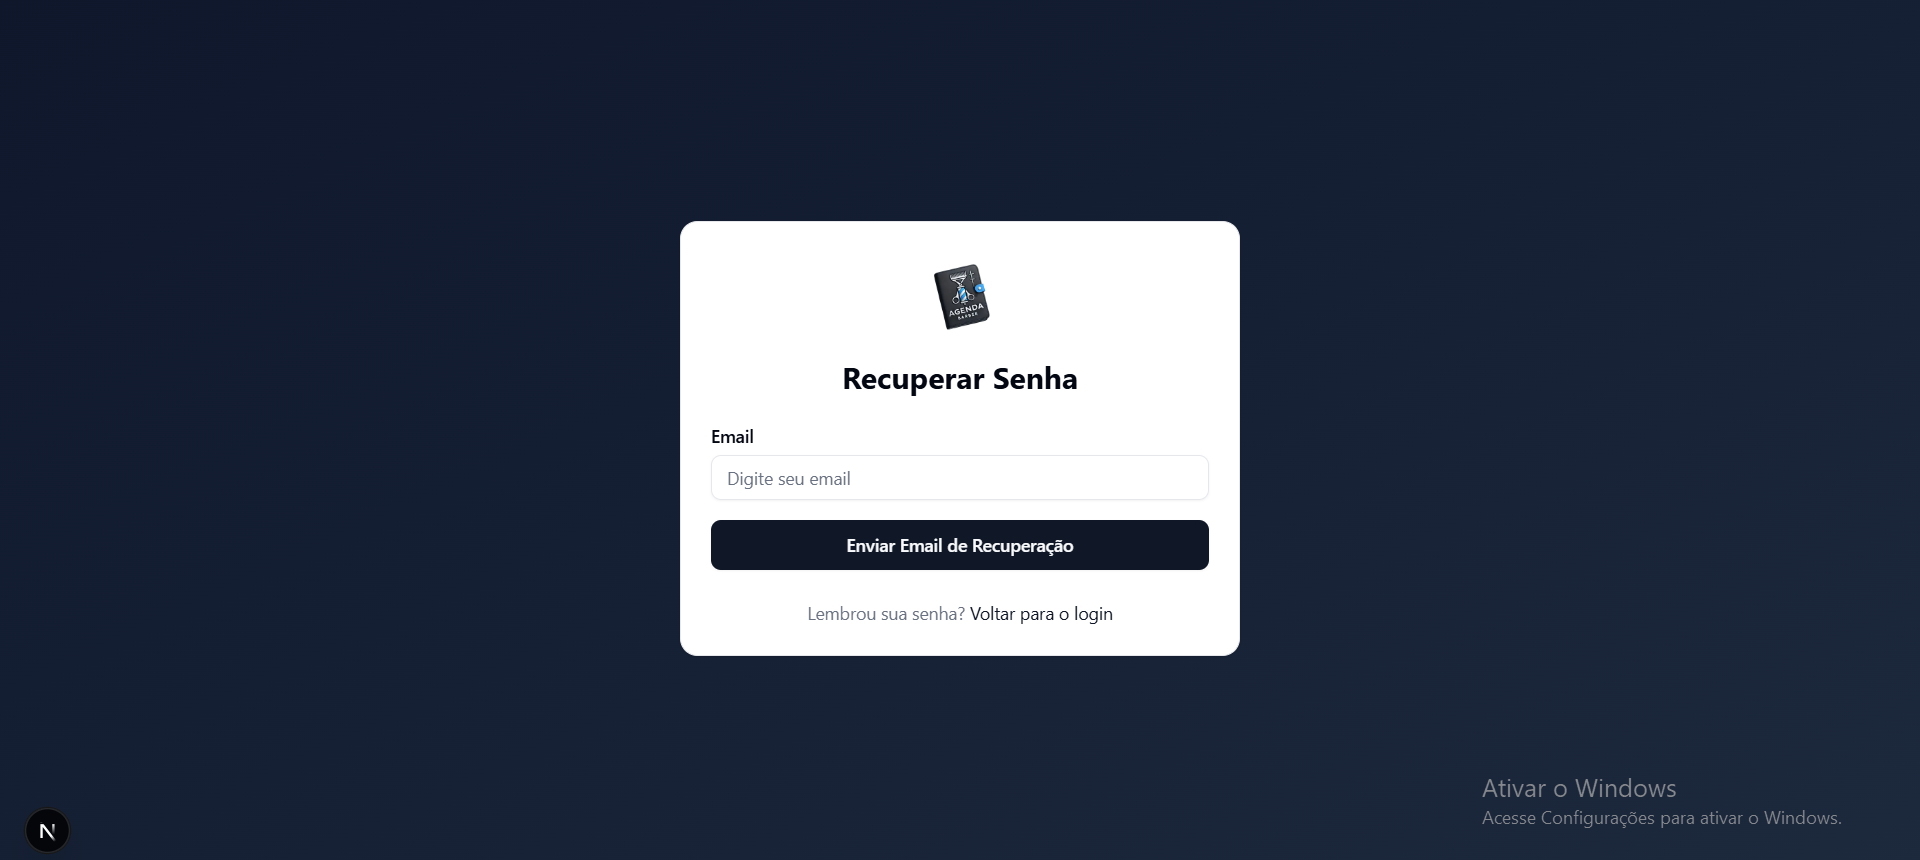 AGENDA
BARBER
Recuperar Senha
Email
Digite seu email
Enviar Email de Recuperação
Lembrou sua senha? Voltar para o login
N
Ativar o Windows
Acesse Configurações para ativar o Windows.